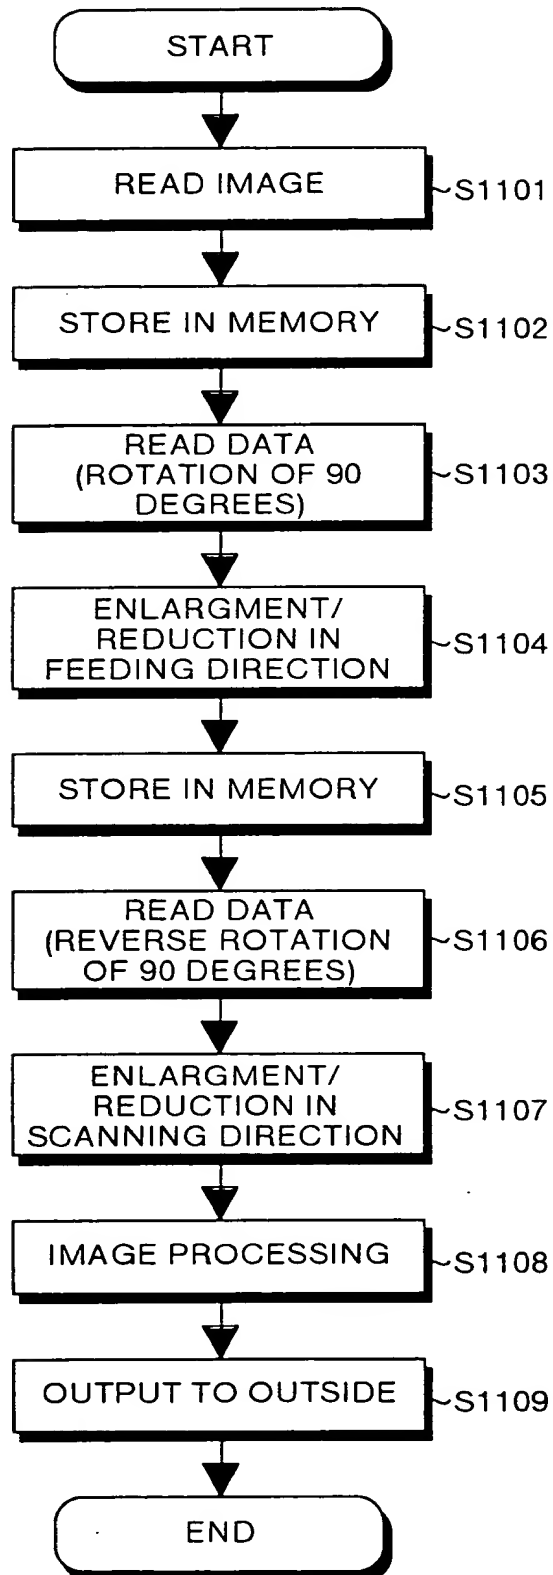 START
READ IMAGE
S1101
STORE IN MEMORY
S1102
READ DATA
(ROTATION OF 90
DEGREES)
S1103
ENLARGMENT/
REDUCTION IN
FEEDING DIRECTION
S1104
STORE IN MEMORY
S1105
READ DATA
(REVERSE ROTATION
OF 90 DEGREES)
S1106
ENLARGMENT/
REDUCTION IN
SCANNING DIRECTION
S1107
IMAGE PROCESSING
S1108
OUTPUT TO OUTSIDE
S1109
END